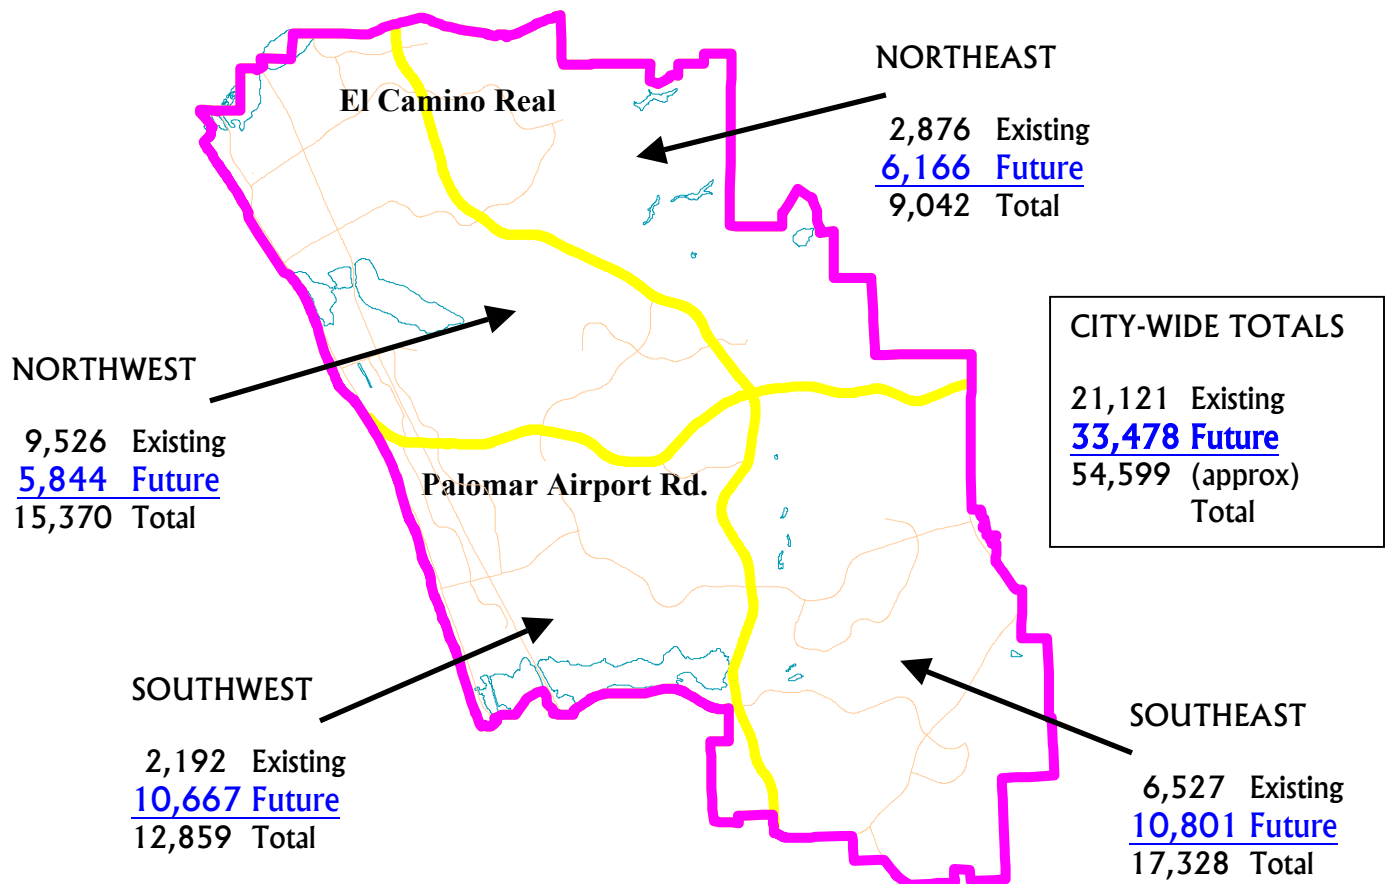 NORTHEAST
2,876 Existing
6,166 Future
9,042 Total
El Camino Real
CITY-WIDE TOTALS
21,121 Existing
33,478 Future
54,599 (approx)
Total
NORTHWEST
9,526 Existing
5,844 Future
15,370 Total
Palomar Airport Rd.
SOUTHWEST
2,192 Existing
10,667 Future
12,859 Total
SOUTHEAST
6,527 Existing
10,801 Future
17,328 Total